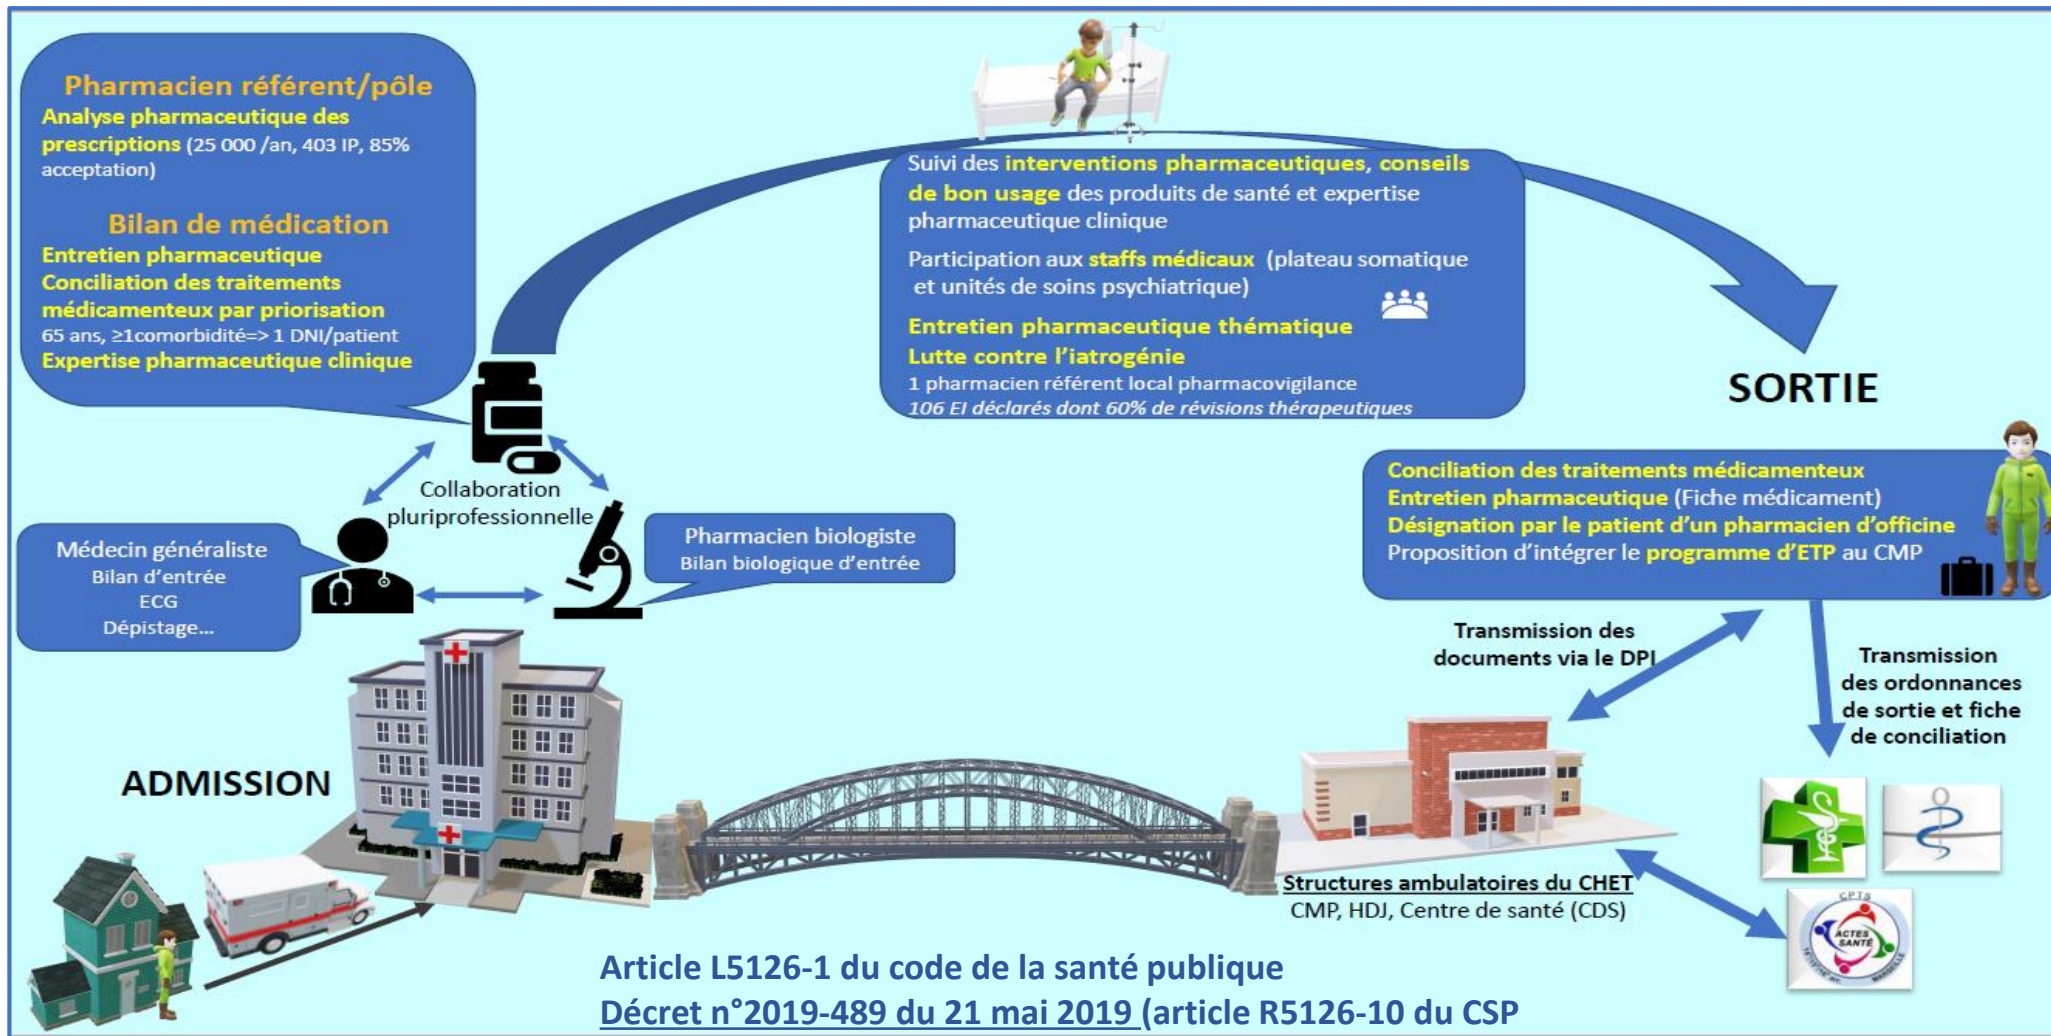 Pharmacien référent/pôle
Analyse pharmaceutique des
prescriptions (25 000 /an, 403 IP, 85%
acceptation)
Bilan de médication
Entretien pharmaceutique
Conciliation des traitements
médicamenteux par priorisation
65 ans, ≥1comorbidité=> 1 DNI/patient
Expertise pharmaceutique clinique
Suivi des interventions pharmaceutiques, conseils
de bon usage des produits de santé et expertise
pharmaceutique clinique
Participation aux staffs médicaux (plateau somatique
et unités de soins psychiatrique)
Entretien pharmaceutique thématique
Lutte contre l'iatrogénie
1 pharmacien référent local pharmacovigilance
106 EI déclarés dont 60% de révisions thérapeutiques
SORTIE
Conciliation des traitements médicamenteux
Entretien pharmaceutique (Fiche médicament)
Désignation par le patient d'un pharmacien d'officine
Proposition d'intégrer le programme d'ETP au CMP
Collaboration
pluriprofessionnelle
Médecin généraliste
Bilan d'entrée
ECG
Dépistage...
Pharmacien biologiste
Bilan biologique d'entrée
Transmission des
documents via le DPI
Transmission
des ordonnances
de sortie et fiche
de conciliation
ADMISSION
Structures ambulatoires du CHET
CMP, HDJ, Centre de santé (CDS)
CPTS
ACTES
SANTÉ
MARSEILLE
Article L5126-1 du code de la santé publique
Décret n°2019-489 du 21 mai 2019 (article R5126-10 du CSP